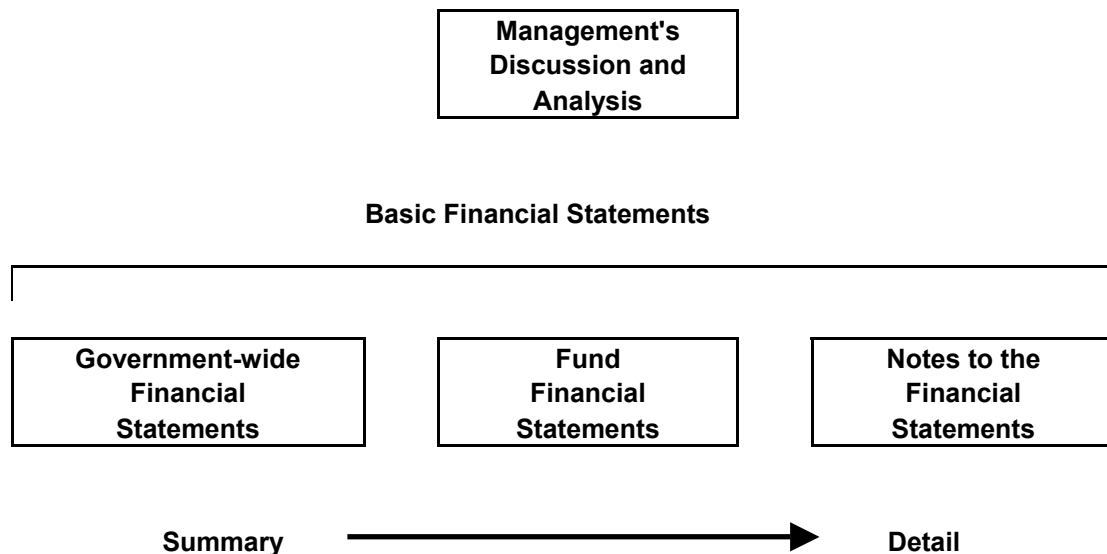 Management's
Discussion and
Analysis
Basic Financial Statements
Government-wide
Financial
Statements
Fund
Financial
Statements
Notes to the
Financial
Statements
Summary
Detail